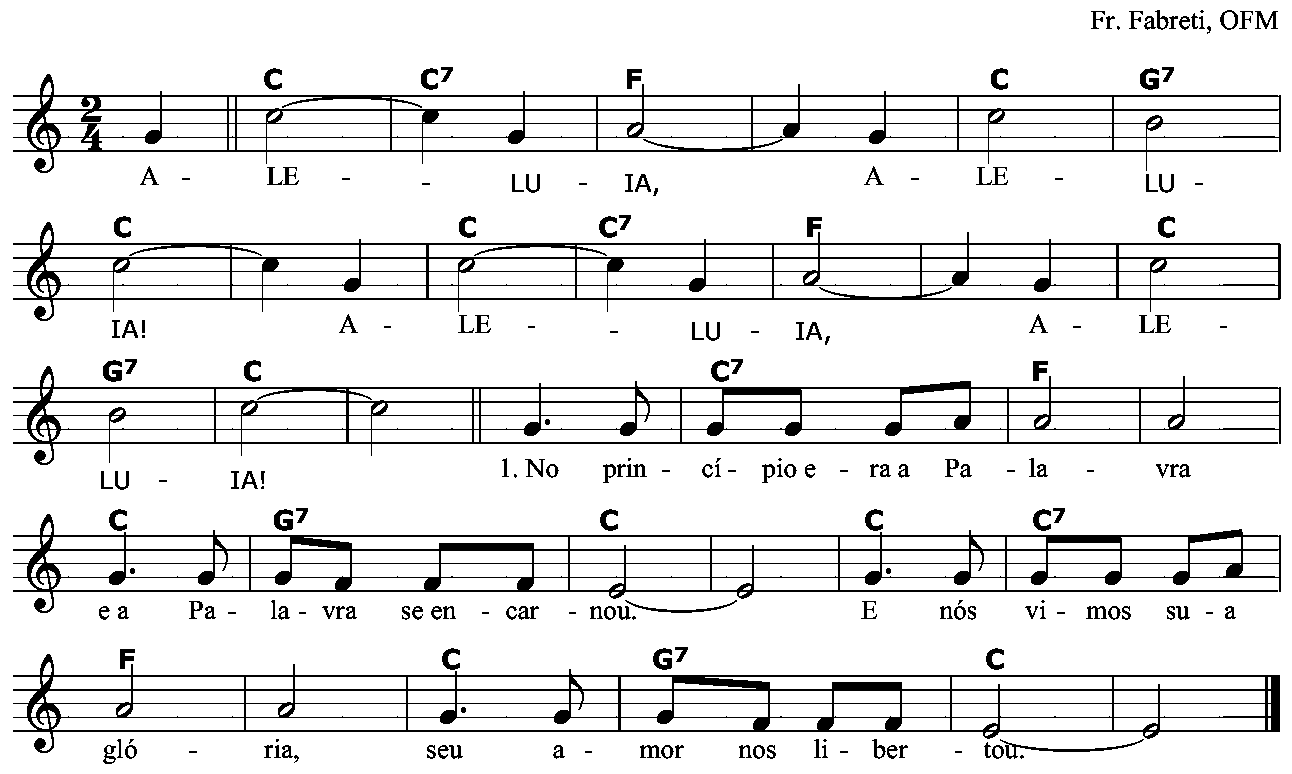 Fr. Fabreti, OFM
C C7 F C G7
2
4
A - LE - - LU - IA, A - LE - LU -
C C C7 F C
IA! A - LE - - LU - IA, A - LE -
G7 C C7 F
LU - IA! 1. No prin- cí- pio e - ra a Pa - la - vra
C G7 C C C7
e a Pa - la - vra se en - car - nou. E nós vi - mos su - a
F C G7 C
gló - ria, seu a - mor nos li - ber - tou.